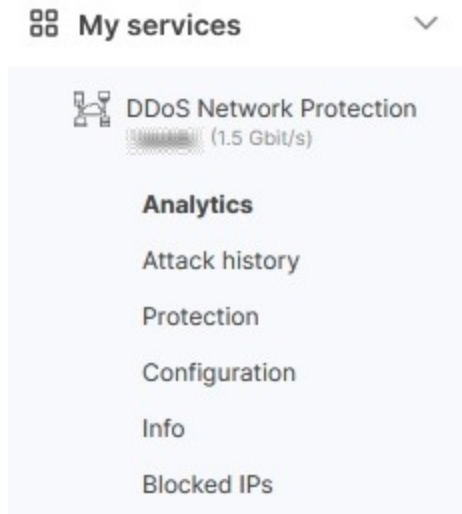 My services
DDoS Network Protection
(1.5 Gbit/s)
Analytics
Attack history
Protection
Configuration
Info
Blocked IPs